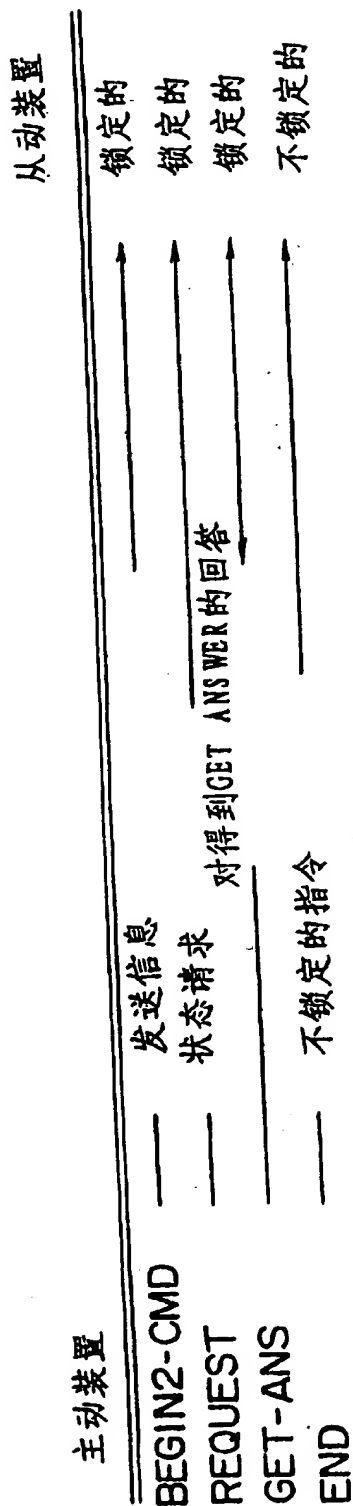 主动装置 从动装置
BEGIN2-CMD 发送信息 锁定的
REQUEST 状态请求 锁定的
GET-ANS 对得到GET ANSWER的回答 锁定的
END 不锁定的指令 不锁定的